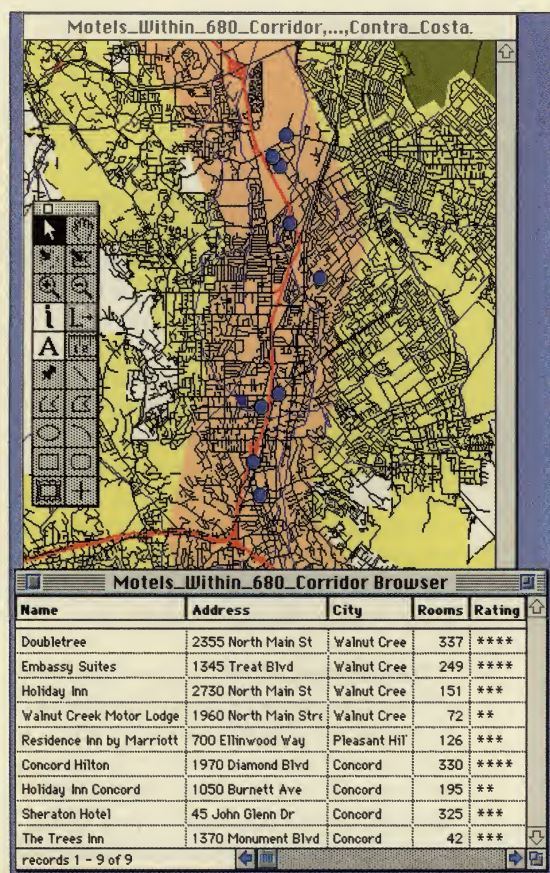 Motels_Within_680_Corridor,...,Contra_Costa.
i
A
Motels_Within_680_Corridor Browser
Name Address City Rooms Rating
Doubletree 2355 North Main St Walnut Cree 337 ****
Embassy Suites 1345 Treat Blvd Walnut Cree 249 ****
Holiday Inn 2730 North Main St Walnut Cree 151 ***
Walnut Creek Motor Lodge 1960 North Main Stre Walnut Cree 72 **
Residence Inn by Marriott 700 Ellinwood Way Pleasant Hil 126 ***
Concord Hilton 1970 Diamond Blvd Concord 330 ****
Holiday Inn Concord 1050 Burnett Ave Concord 195 **
Sheraton Hotel 45 John Glenn Dr Concord 325 ***
The Trees Inn 1370 Monument Blvd Concord 42 ***
records 1 - 9 of 9